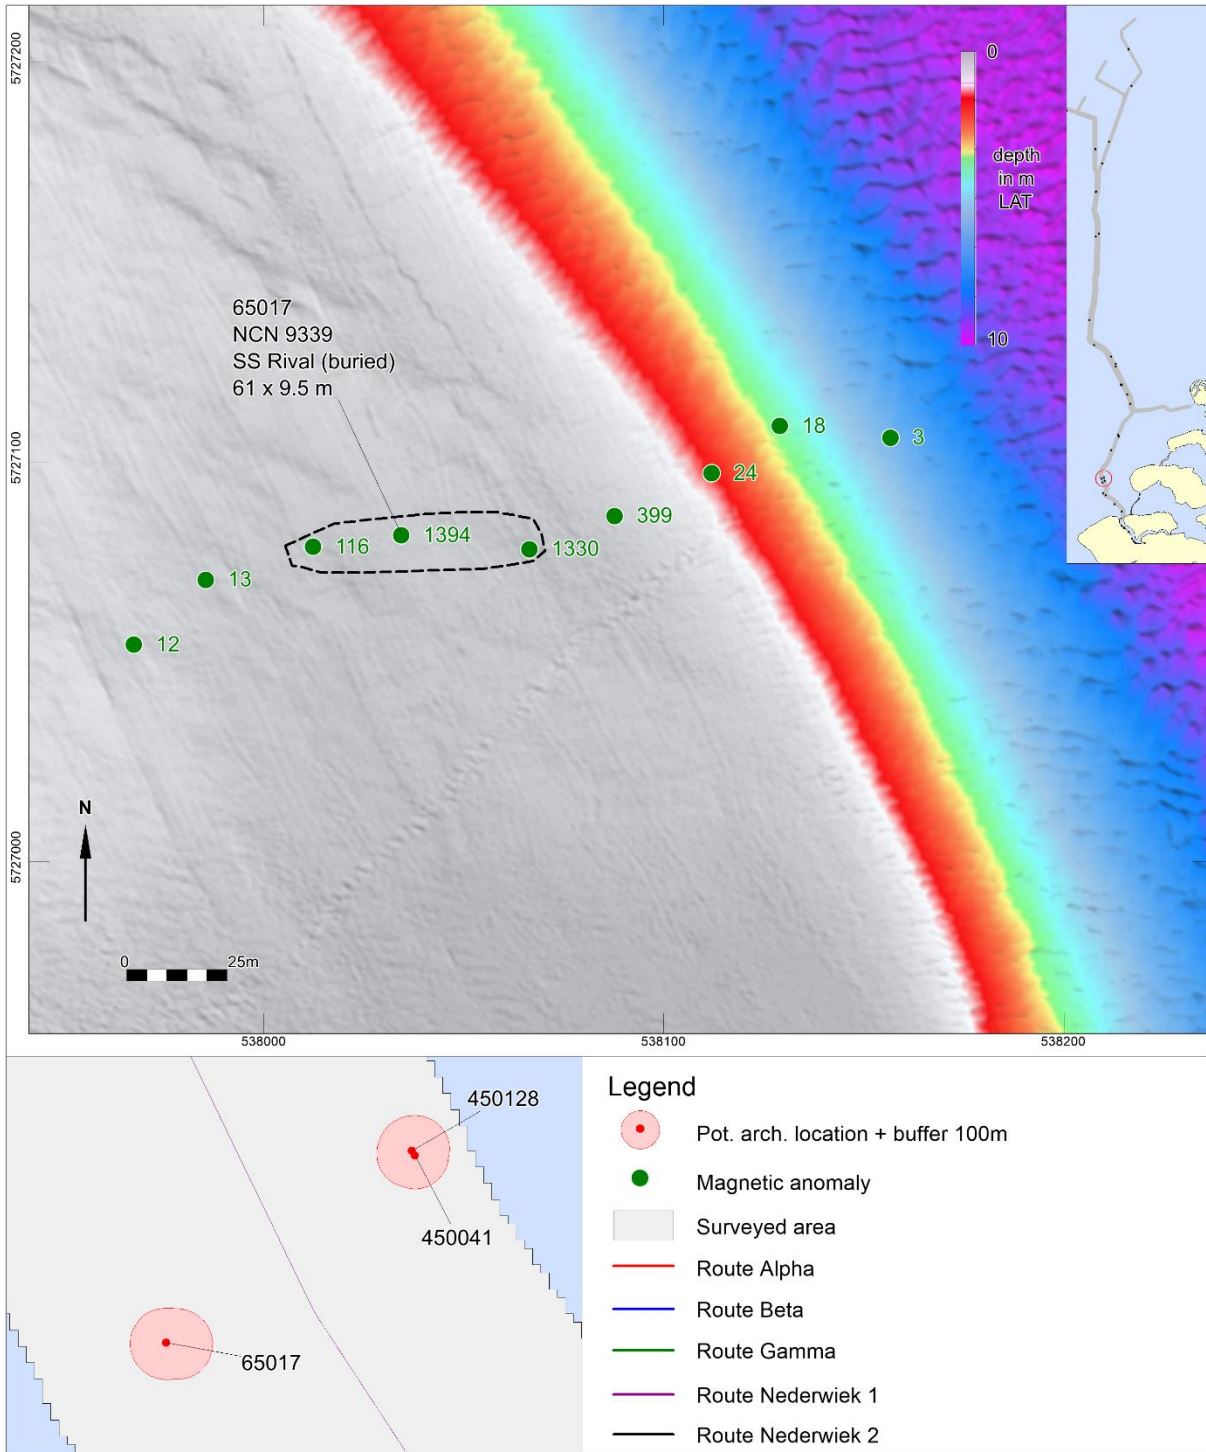 5727200
0
depth
in m
LAT
10
65017
NCN 9339
SS Rival (buried)
61 x 9.5 m
5727100
18
3
24
399
1394
116
1330
13
12
N
5727000
0
25m
538000
538100
538200
450128
450041
65017
Legend
Pot. arch. location + buffer 100m
Magnetic anomaly
Surveyed area
Route Alpha
Route Beta
Route Gamma
Route Nederwiek 1
Route Nederwiek 2